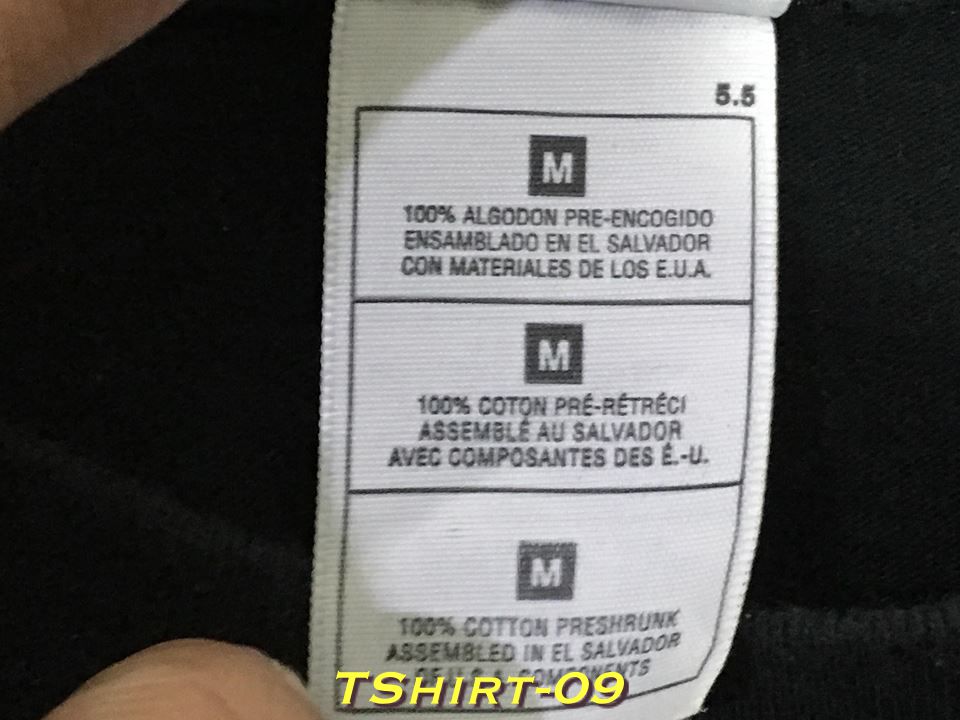 5.5
M
100% ALGODON PRE-ENCOGIDO
ENSAMBLADO EN EL SALVADOR
CON MATERIALES DE LOS E.U.A.
M
100% COTON PRÉ-RÉTRÉCI
ASSEMBLÉ AU SALVADOR
AVEC COMPOSANTES DES É.-U.
M
100% COTTON PRESHRUNK
ASSEMBLED IN EL SALVADOR
COMPONENTS
TSHIRT-09